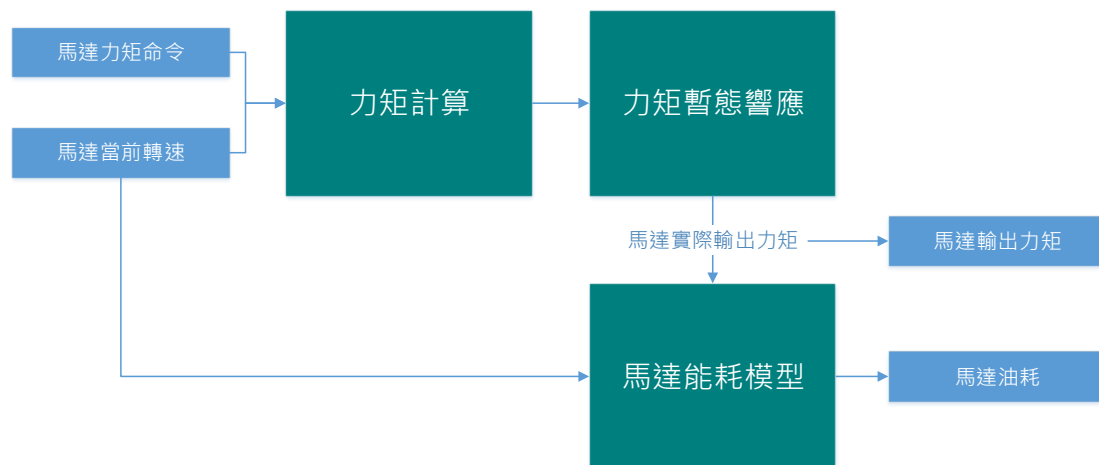 馬達力矩命令
力矩計算
力矩暫態響應
馬達當前轉速
馬達實際輸出力矩
馬達輸出力矩
馬達能耗模型
馬達油耗